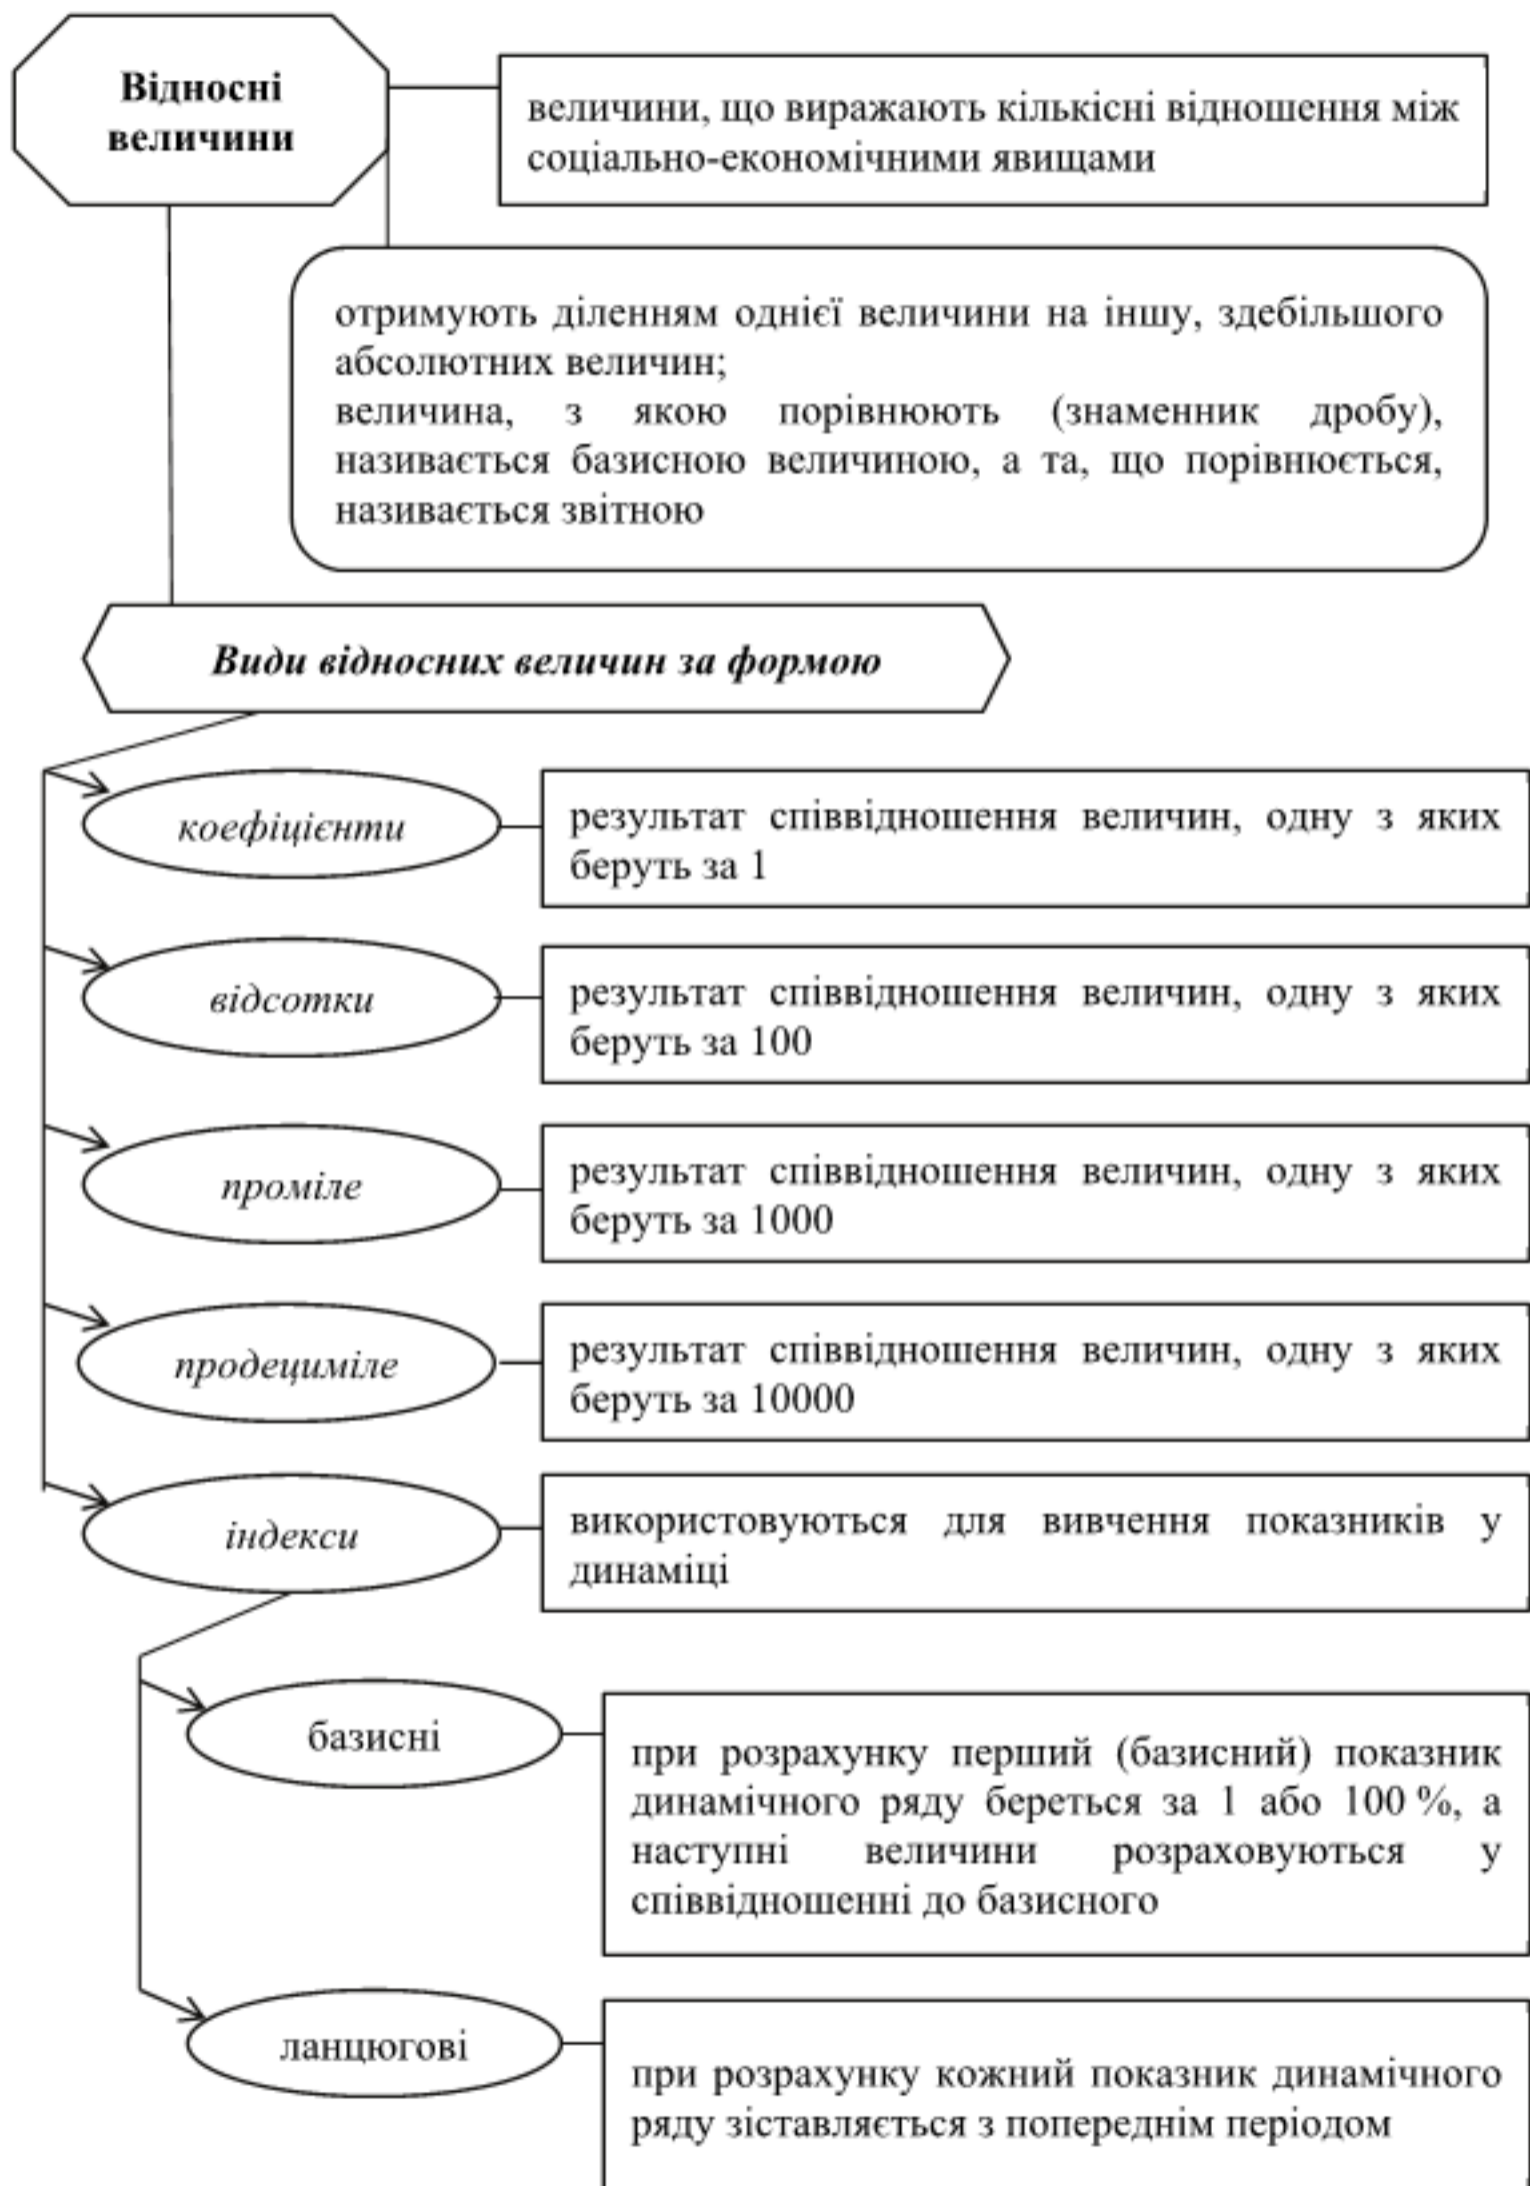 Відносні
величини
величини, що виражають кількісні відношення між
соціально-економічними явищами
отримують діленням однієї величини на іншу, здебільшого
абсолютних величин;
величина, з якою порівнюють (знаменник дробу),
називається базисною величиною, а та, що порівнюється,
називається звітною
Види відносних величин за формою
коефіцієнти
результат співвідношення величин, одну з яких
беруть за 1
відсотки
результат співвідношення величин, одну з яких
беруть за 100
проміле
результат співвідношення величин, одну з яких
беруть за 1000
продециміле
результат співвідношення величин, одну з яких
беруть за 10000
індекси
використовуються для вивчення показників у
динаміці
базисні
при розрахунку перший (базисний) показник
динамічного ряду береться за 1 або 100 %, а
наступні величини розраховуються у
співвідношенні до базисного
ланцюгові
при розрахунку кожний показник динамічного
ряду зіставляється з попереднім періодом